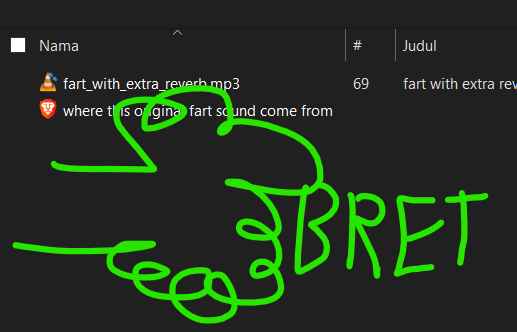 Nama # Judul
fart_with_extra_reverb.mp3 69 fart with extra rev
where this original fart sound come from
BRET